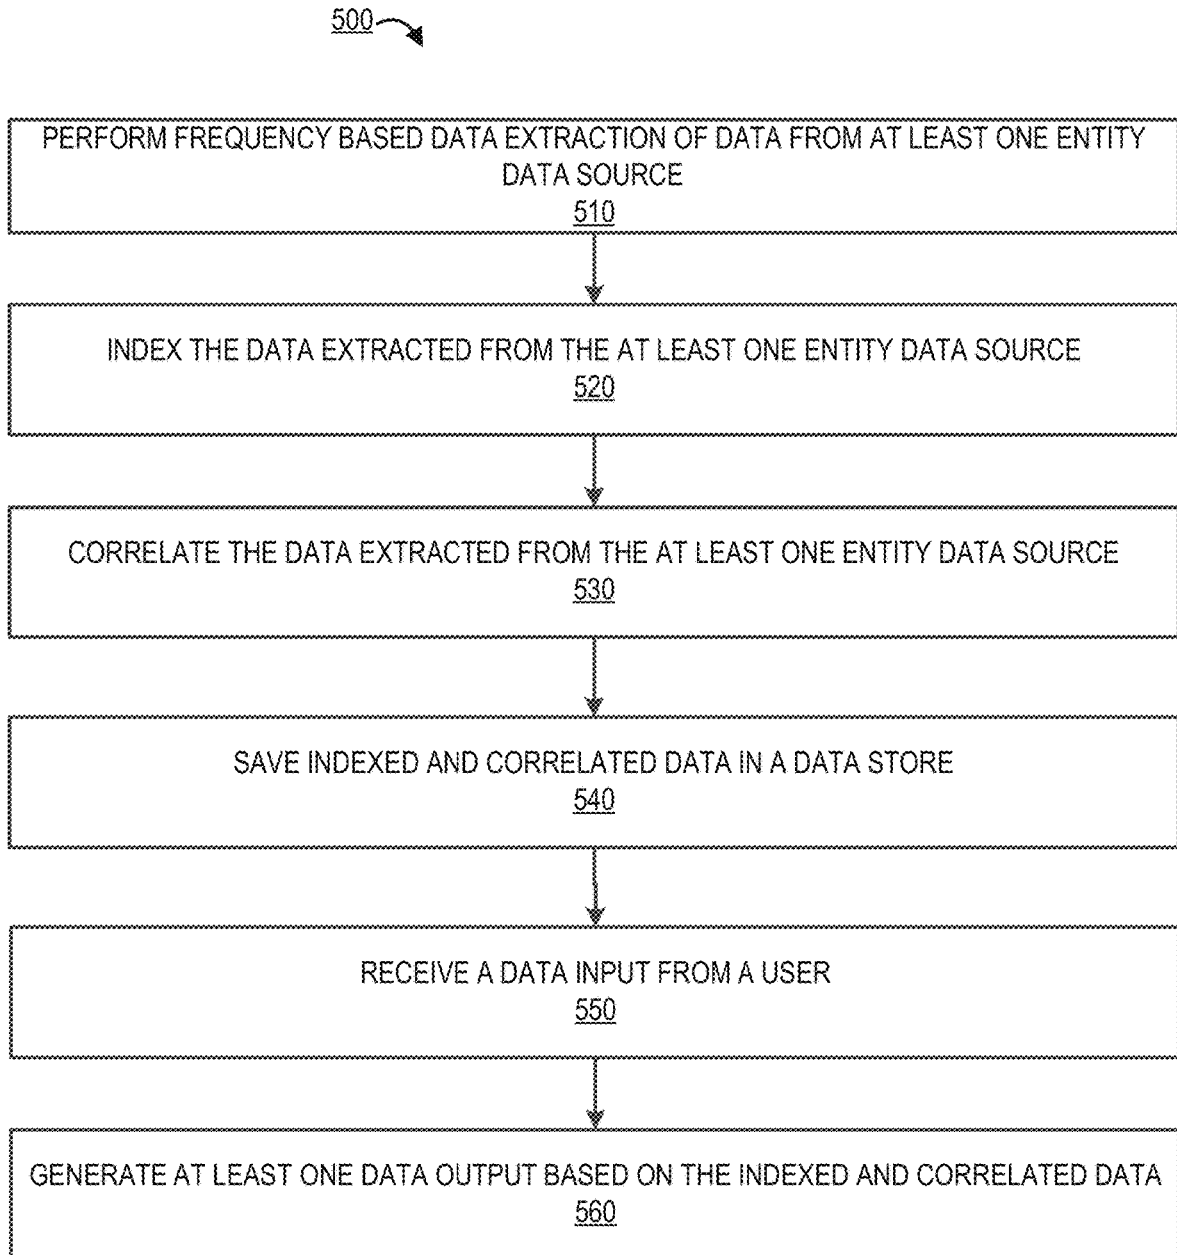 500
PERFORM FREQUENCY BASED DATA EXTRACTION OF DATA FROM AT LEAST ONE ENTITY
DATA SOURCE
510
INDEX THE DATA EXTRACTED FROM THE AT LEAST ONE ENTITY DATA SOURCE
520
CORRELATE THE DATA EXTRACTED FROM THE AT LEAST ONE ENTITY DATA SOURCE
530
SAVE INDEXED AND CORRELATED DATA IN A DATA STORE
540
RECEIVE A DATA INPUT FROM A USER
550
GENERATE AT LEAST ONE DATA OUTPUT BASED ON THE INDEXED AND CORRELATED DATA
560